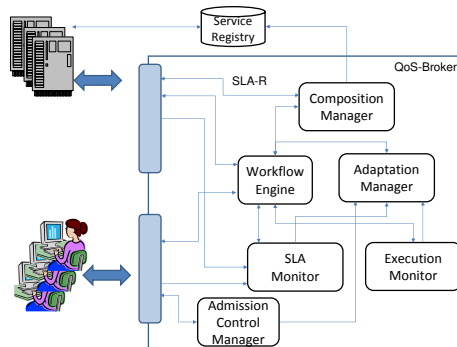 Service
Registry
QoS-Broker
SLA-R
Composition
Manager
Workflow
Engine
Adaptation
Manager
SLA
Monitor
Execution
Monitor
Admission
Control
Manager